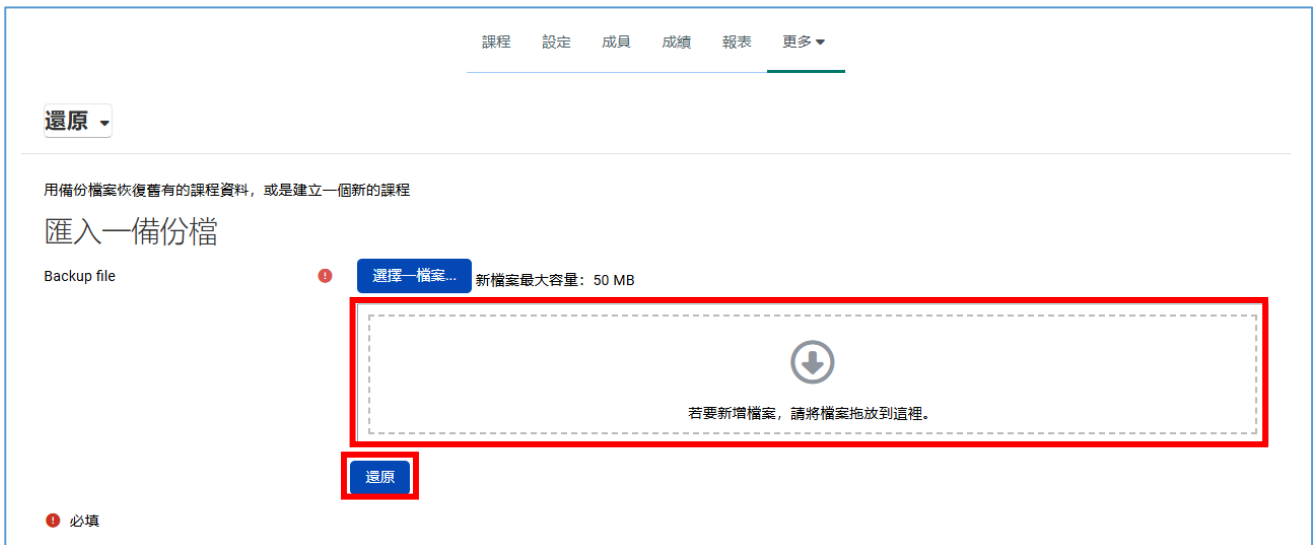 課程 設定 成員 成績 報表 更多
還原
用備份檔案恢復舊有的課程資料，或是建立一個新的課程
匯入一備份檔
Backup file 選擇一檔案... 新檔案最大容量：50 MB
若要新增檔案，請將檔案拖放到這裡。
還原
必填